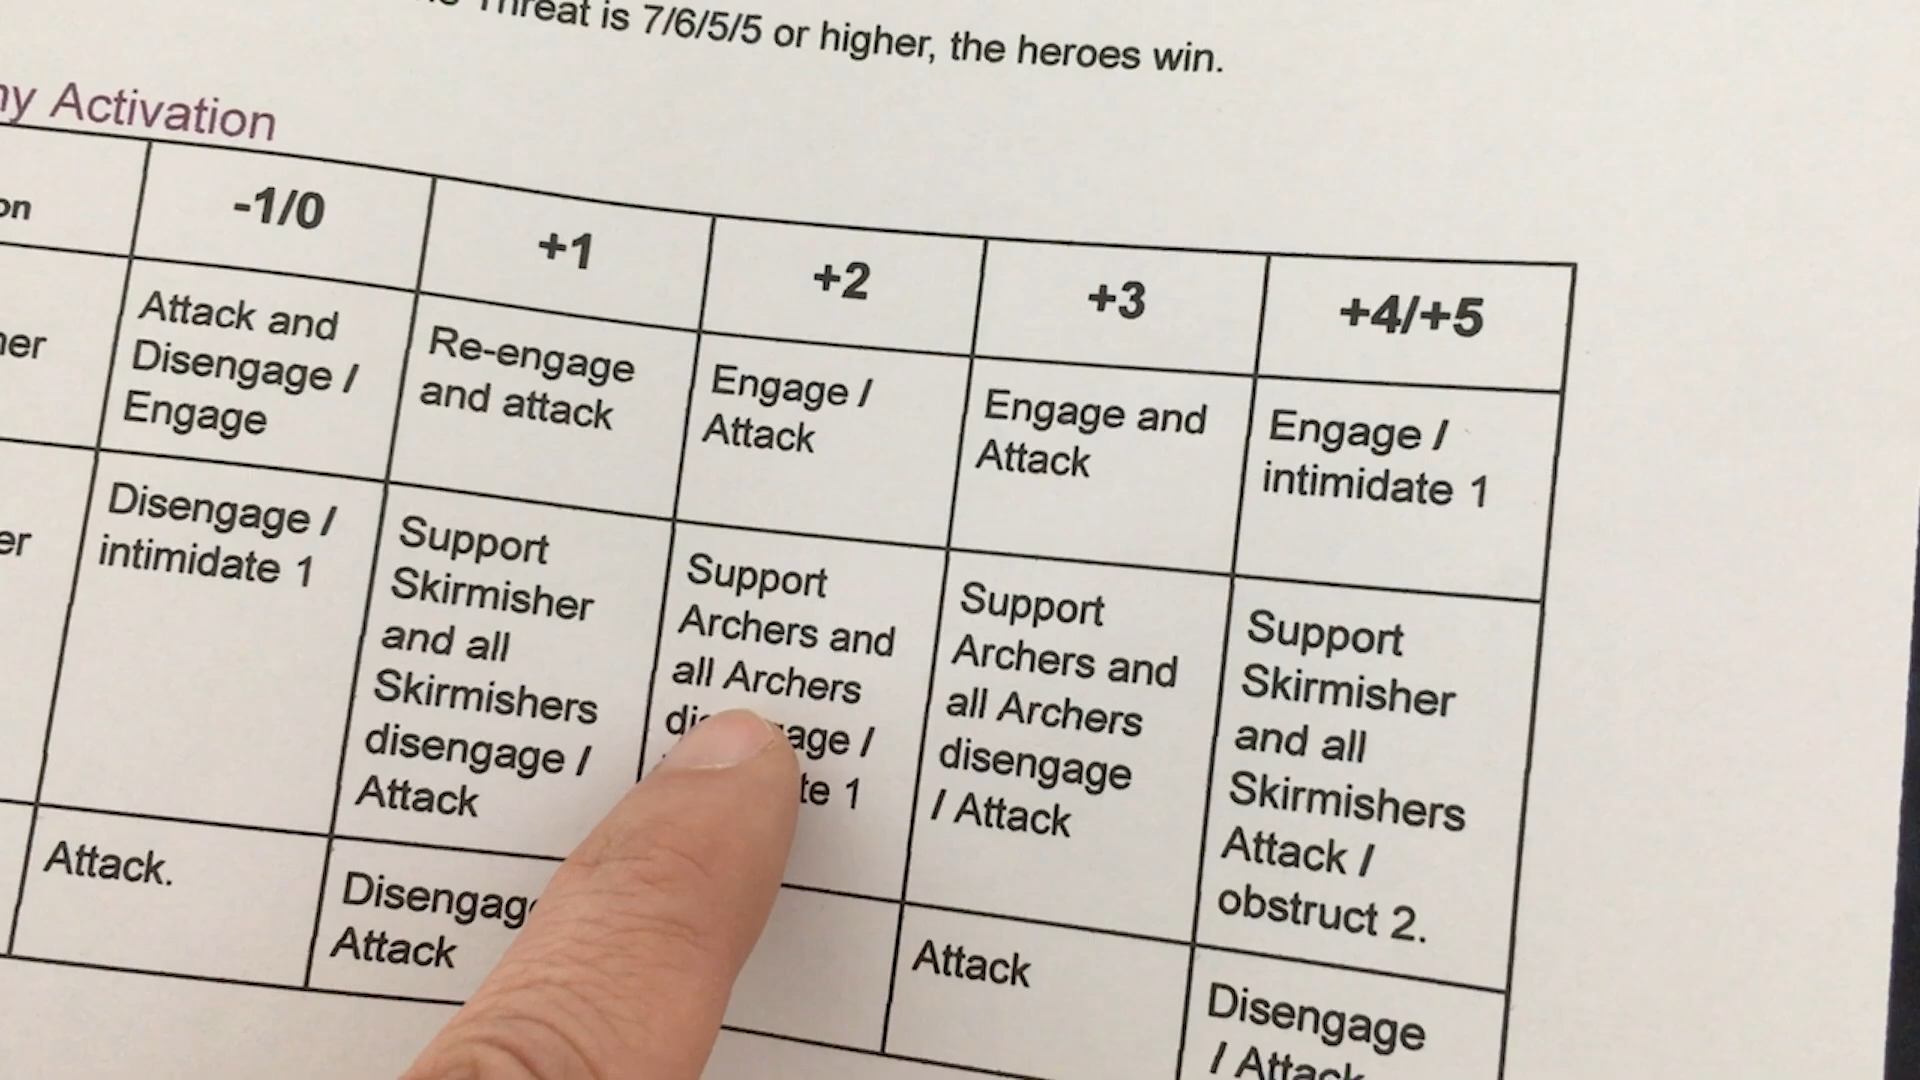 Threat is 7/6/5/5 or higher, the heroes win.
Activation
-1/0
+1
+2
+3
+4/+5
Attack and
Disengage /
Engage
Re-engage
and attack
Engage /
Attack
Engage and
Attack
Engage /
intimidate 1
Disengage /
intimidate 1
Support
Skirmisher
and all
Skirmishers
disengage /
Attack
Support
Archers and
all Archers
/
1
Support
Archers and
all Archers
disengage
/ Attack
Support
Skirmisher
and all
Skirmishers
Attack /
obstruct 2.
Attack.
Disengage
Attack
Attack
Disengage
/ Attack